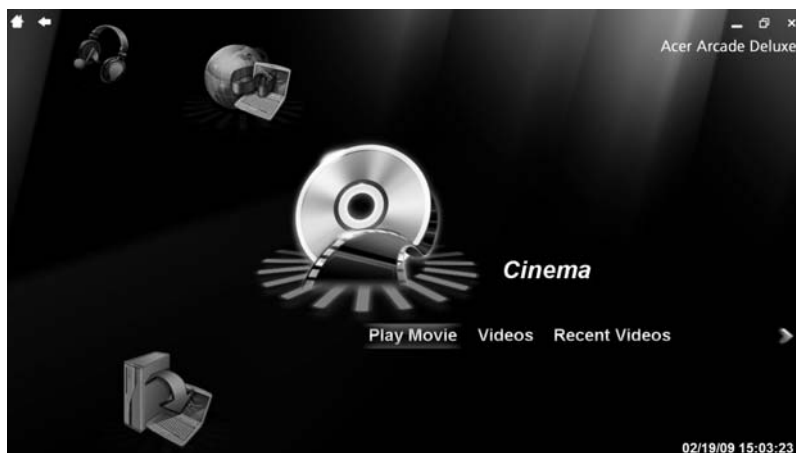 Acer Arcade Deluxe
Cinema
Play Movie Videos Recent Videos
02/19/09 15:03:23